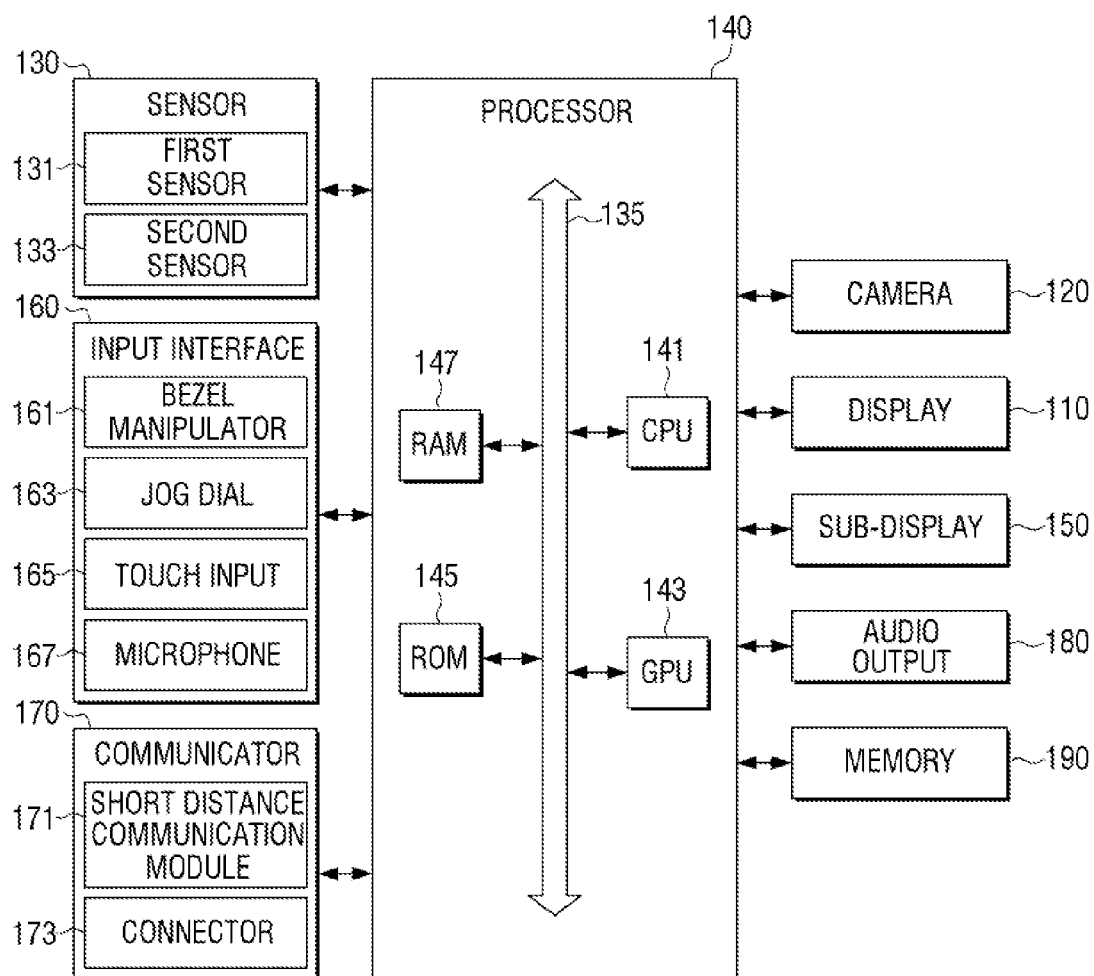 140
130
SENSOR
131
FIRST
SENSOR
133
SECOND
SENSOR
160
INPUT INTERFACE
161
BEZEL
MANIPULATOR
163
JOG DIAL
165
TOUCH INPUT
167
MICROPHONE
170
COMMUNICATOR
171
SHORT DISTANCE
COMMUNICATION
MODULE
173
CONNECTOR
PROCESSOR
135
147
RAM
141
CPU
145
ROM
143
GPU
CAMERA
120
DISPLAY
110
SUB-DISPLAY
150
AUDIO
OUTPUT
180
MEMORY
190